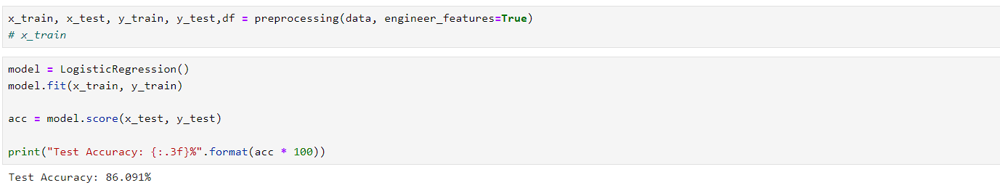 x_train, x_test, y_train, y_test,df = preprocessing(data, engineer_features=True)
# x_train
model = LogisticRegression()
model.fit(x_train, y_train)
acc = model.score(x_test, y_test)
print("Test Accuracy: {:.3f}%".format(acc * 100))
Test Accuracy: 86.091%